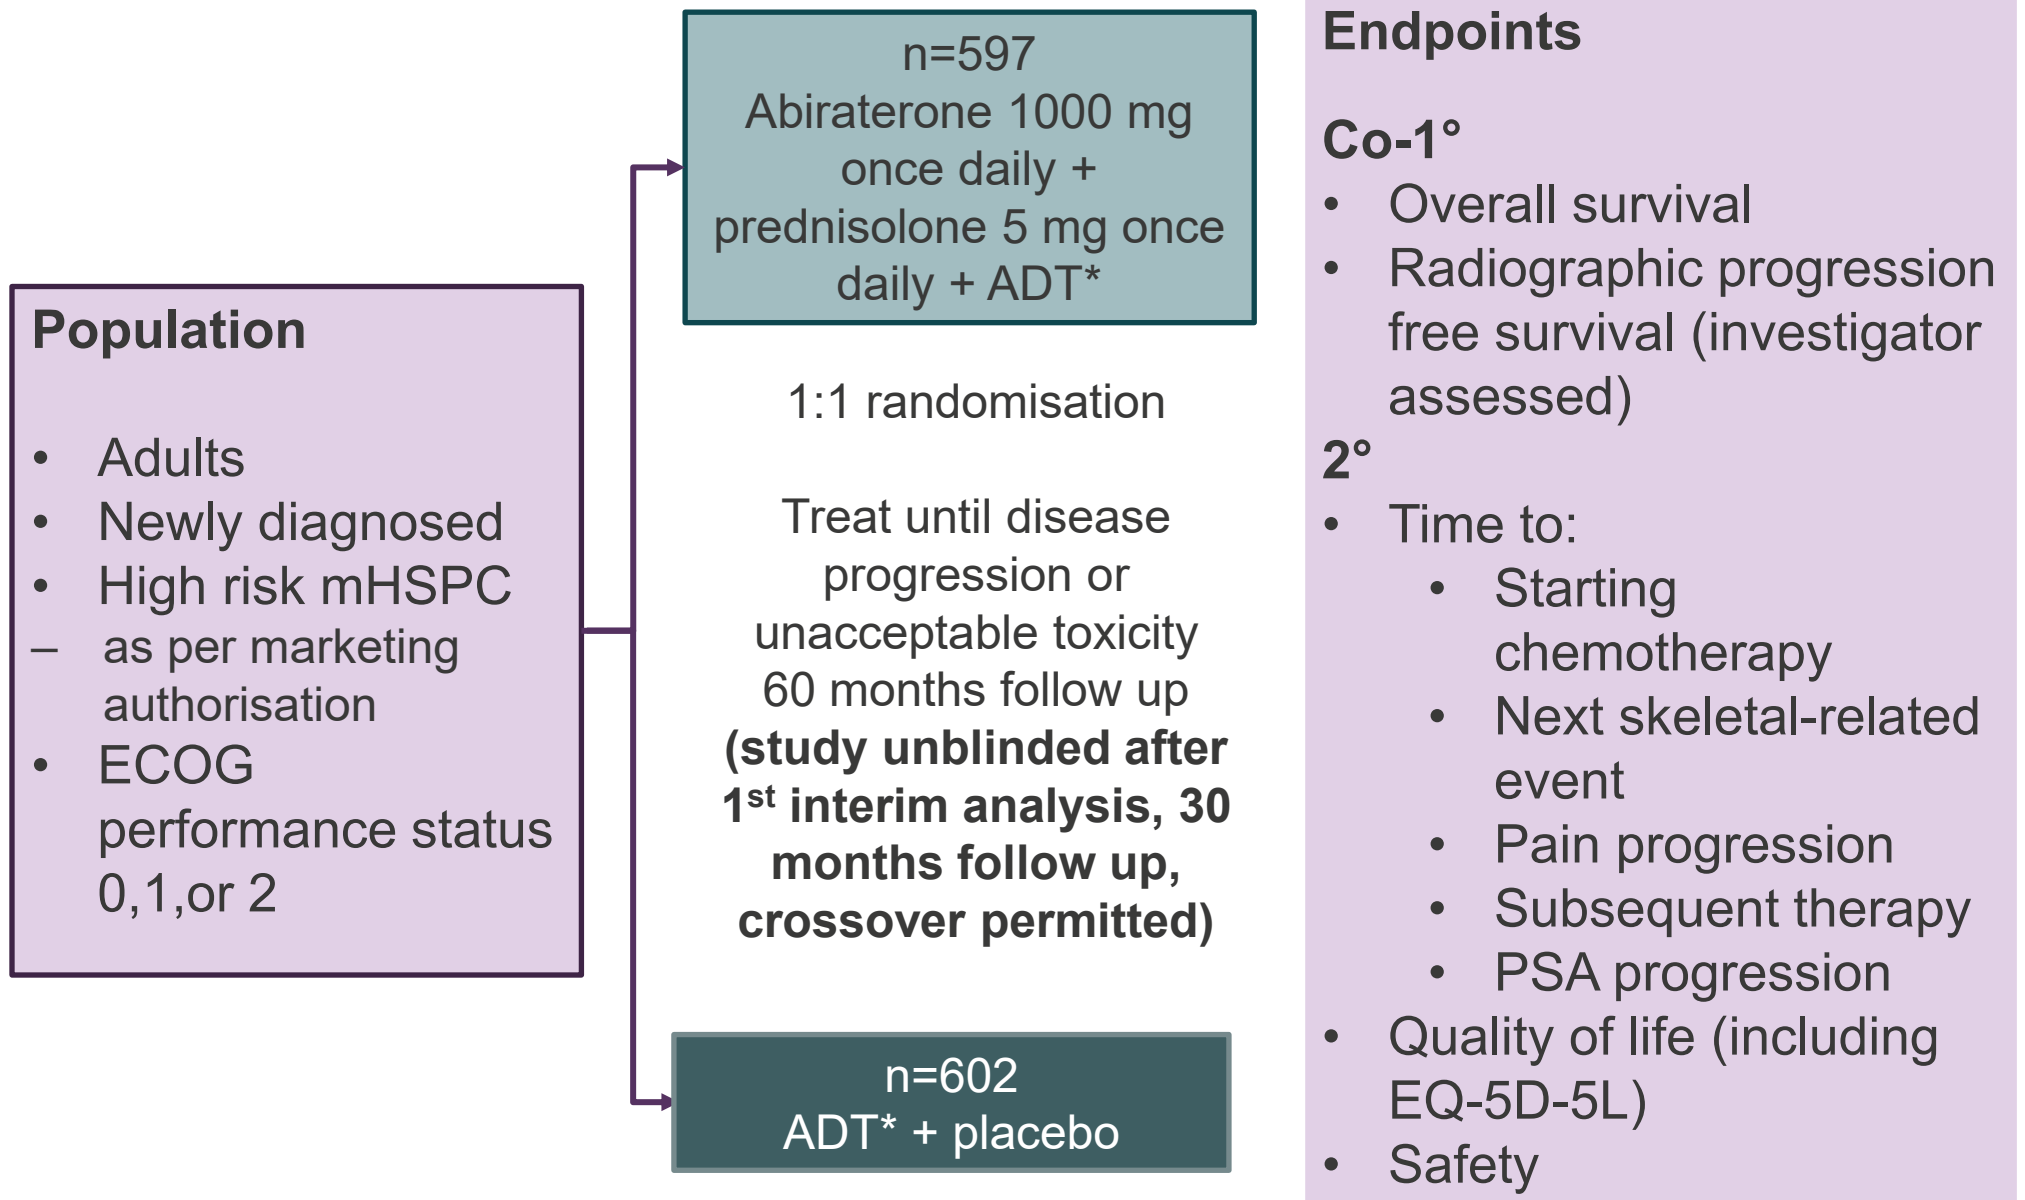 Population
• Adults
• Newly diagnosed
• High risk mHSPC
– as per marketing
authorisation
• ECOG
performance status
0,1,or 2
n=597
Abiraterone 1000 mg
once daily +
prednisolone 5 mg once
daily + ADT*
1:1 randomisation
Treat until disease
progression or
unacceptable toxicity
60 months follow up
(study unblinded after
1st interim analysis, 30
months follow up,
crossover permitted)
n=602
ADT* + placebo
Endpoints
Co-1°
• Overall survival
• Radiographic progression
free survival (investigator
assessed)
2°
• Time to:
• Starting
chemotherapy
• Next skeletal-related
event
• Pain progression
• Subsequent therapy
• PSA progression
• Quality of life (including
EQ-5D-5L)
• Safety